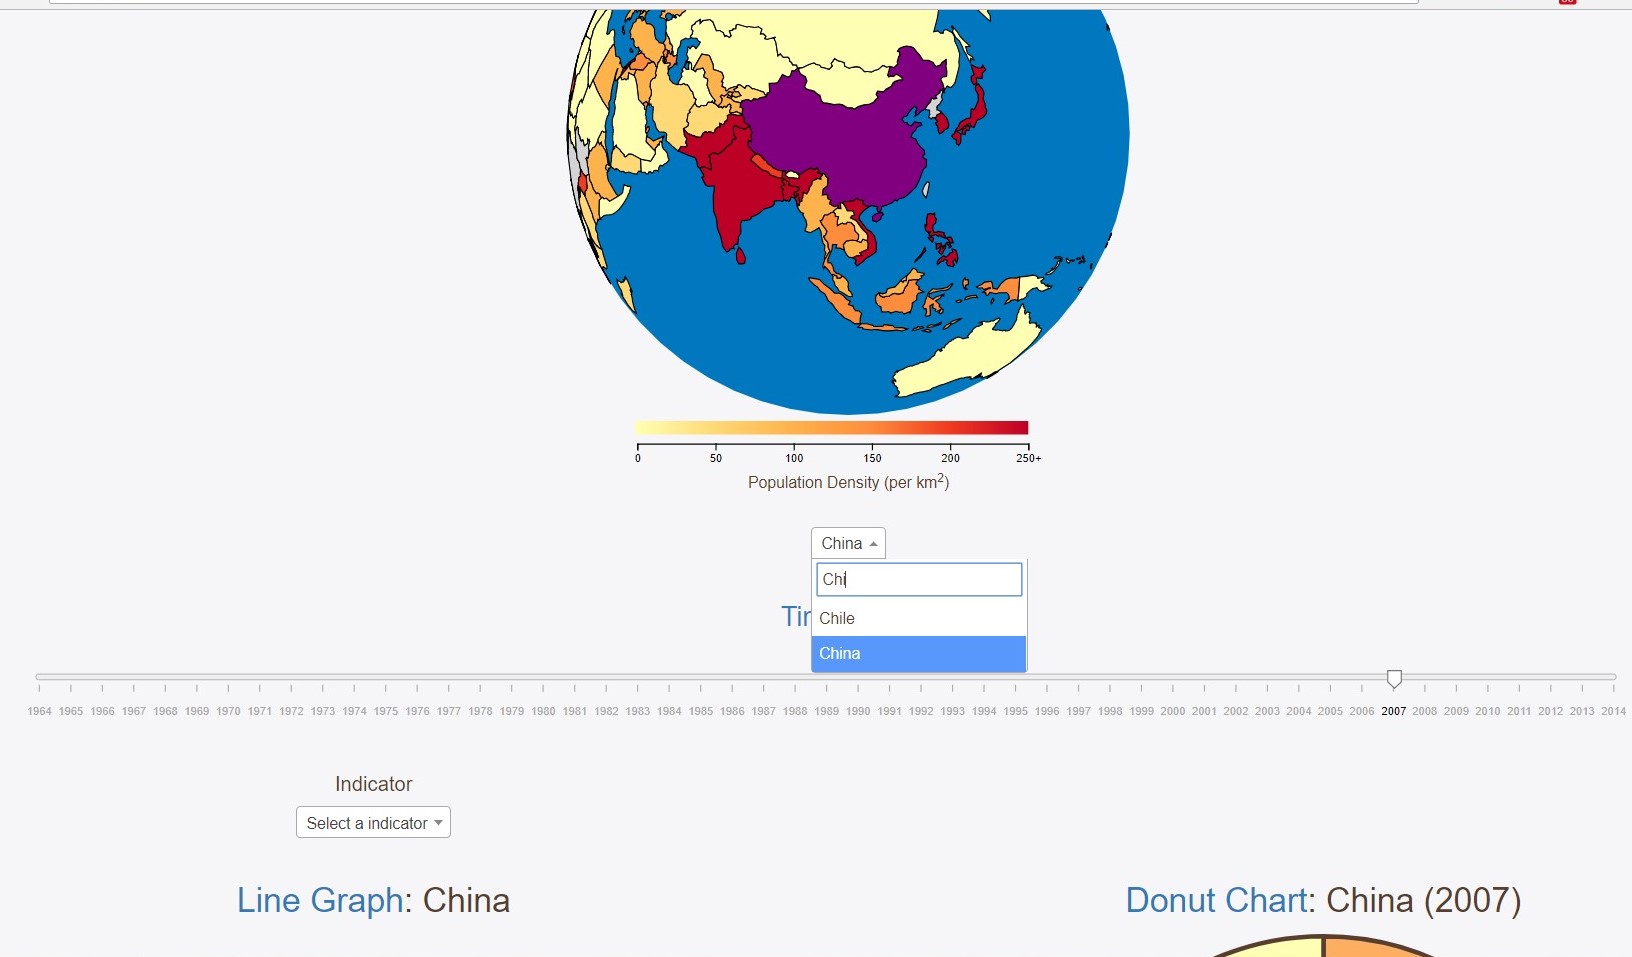 0 50 100 150 200 250+
Population Density (per km²)
China
Chi
Chile
China
1964 1965 1966 1967 1968 1969 1970 1971 1972 1973 1974 1975 1976 1977 1978 1979 1980 1981 1982 1983 1984 1985 1986 1987 1988 1989 1990 1991 1992 1993 1994 1995 1996 1997 1998 1999 2000 2001 2002 2003 2004 2005 2006 2007 2008 2009 2010 2011 2012 2013 2014
Indicator
Select a indicator
Line Graph: China
Donut Chart: China (2007)